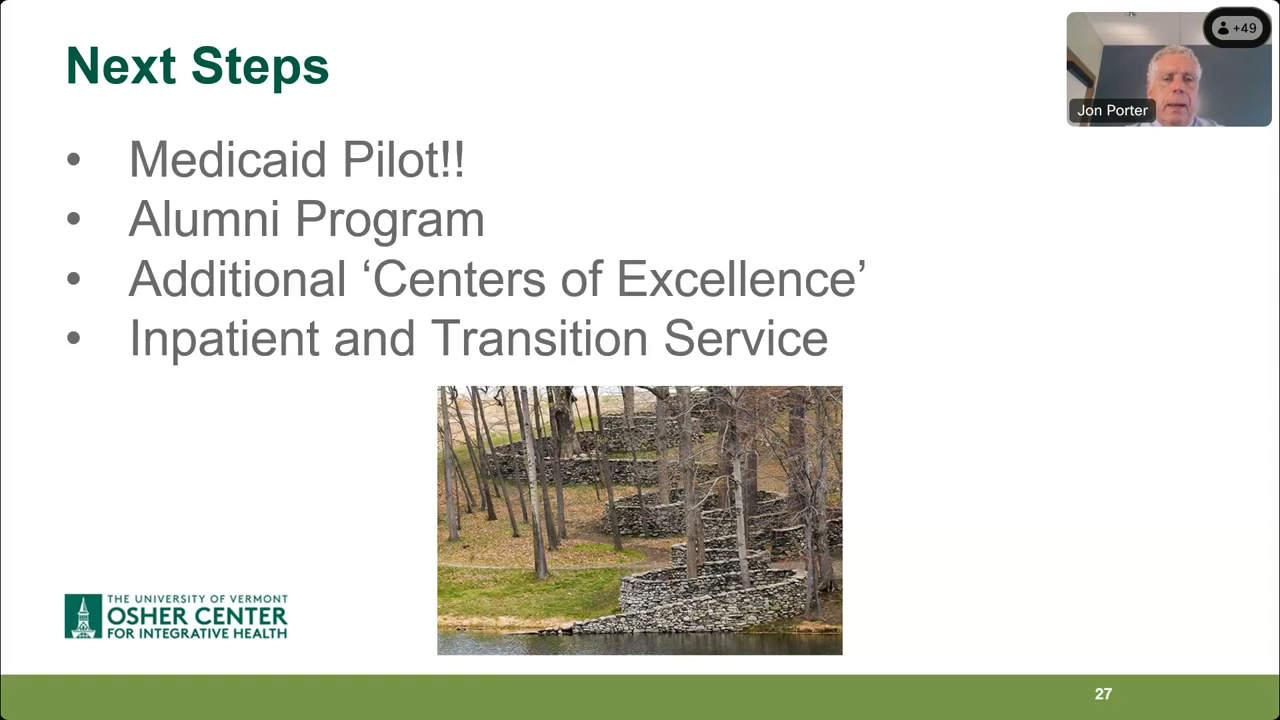 Next Steps
+49
Jon Porter
• Medicaid Pilot!!
• Alumni Program
• Additional ‘Centers of Excellence’
• Inpatient and Transition Service
THE UNIVERSITY OF VERMONT
OSHER CENTER
FOR INTEGRATIVE HEALTH
27